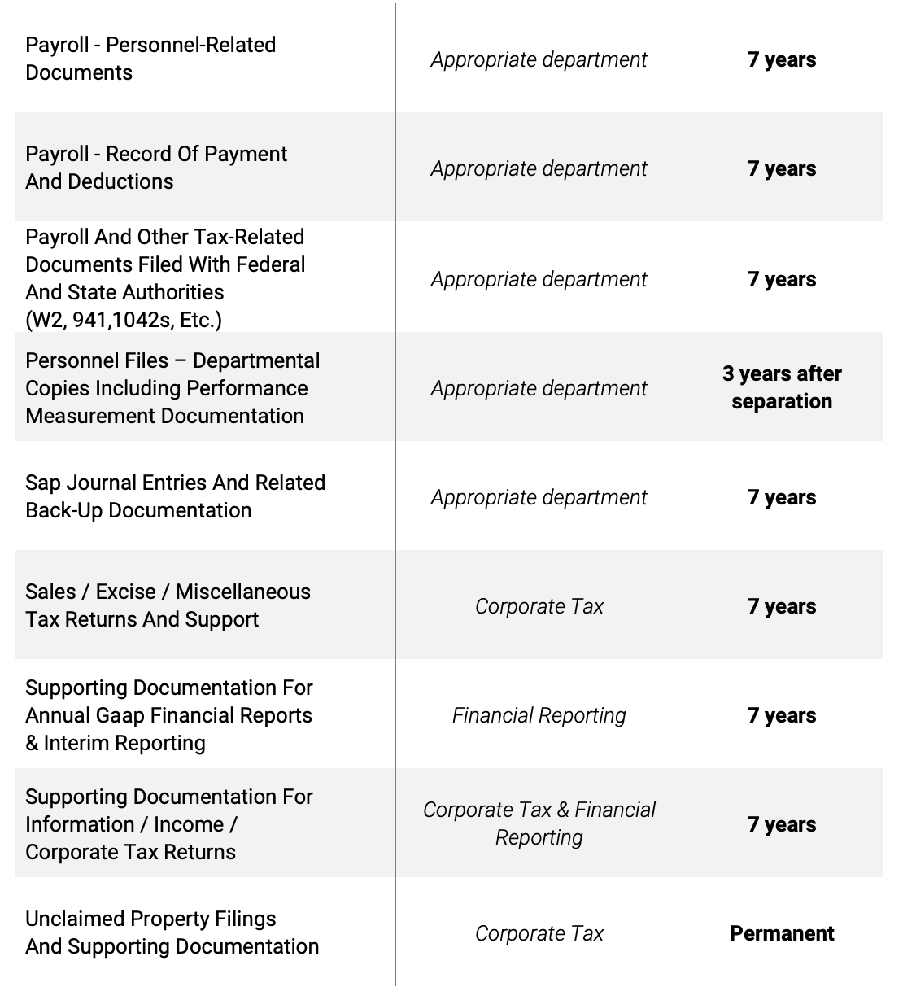 Payroll - Personnel-Related
Documents
Appropriate department
7 years
Payroll - Record Of Payment
And Deductions
Appropriate department
7 years
Payroll And Other Tax-Related
Documents Filed With Federal
And State Authorities
(W2, 941,1042s, Etc.)
Appropriate department
7 years
Personnel Files – Departmental
Copies Including Performance
Measurement Documentation
Appropriate department
3 years after
separation
Sap Journal Entries And Related
Back-Up Documentation
Appropriate department
7 years
Sales / Excise / Miscellaneous
Tax Returns And Support
Corporate Tax
7 years
Supporting Documentation For
Annual Gaap Financial Reports
& Interim Reporting
Financial Reporting
7 years
Supporting Documentation For
Information / Income /
Corporate Tax Returns
Corporate Tax & Financial
Reporting
7 years
Unclaimed Property Filings
And Supporting Documentation
Corporate Tax
Permanent